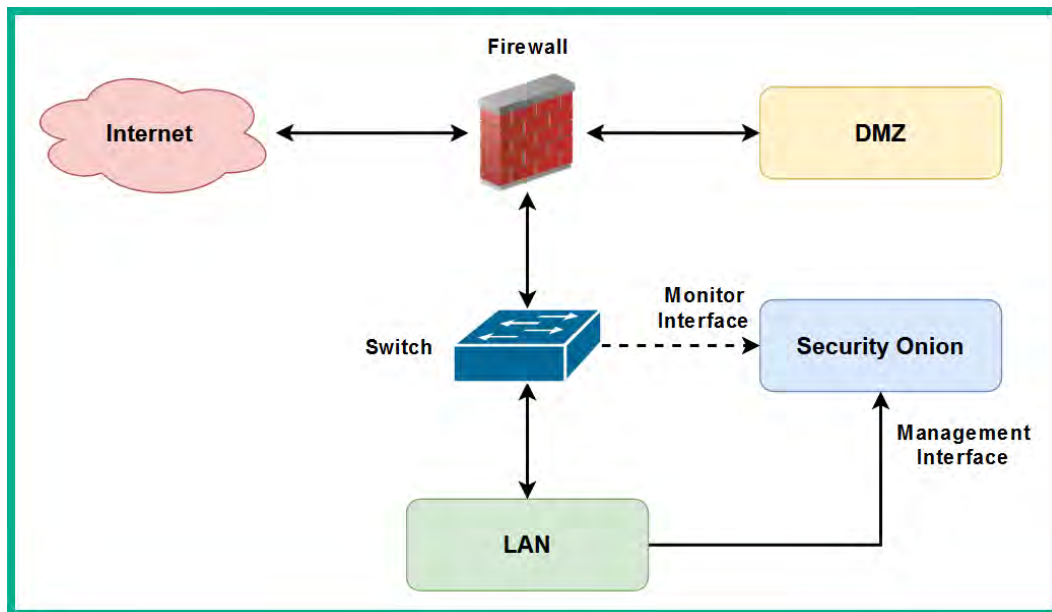 Firewall
Internet
DMZ
Monitor
Interface
Switch
Security Onion
Management
Interface
LAN